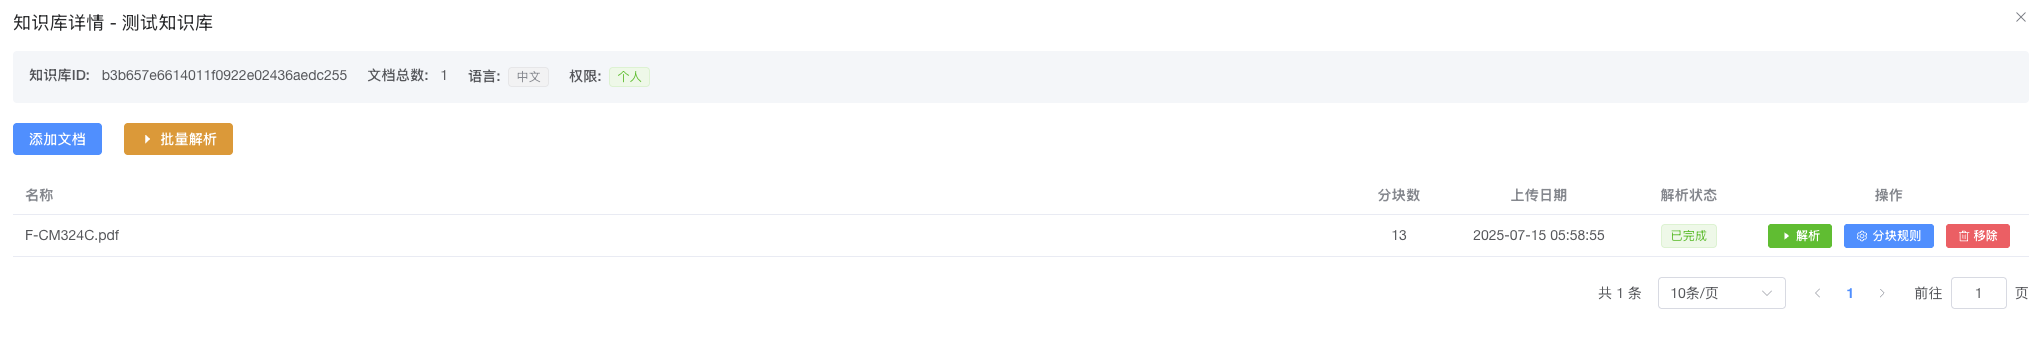 知识库详情 - 测试知识库
知识库ID: b3b657e6614011f0922e02436aedc255 文档总数: 1 语言: 中文 权限: 个人
添加文档 批量解析
名称 分块数 上传日期 解析状态 操作
F-CM324C.pdf 13 2025-07-15 05:58:55 已完成 解析 分块规则 移除
共 1 条 10条/页 1 前往 1 页